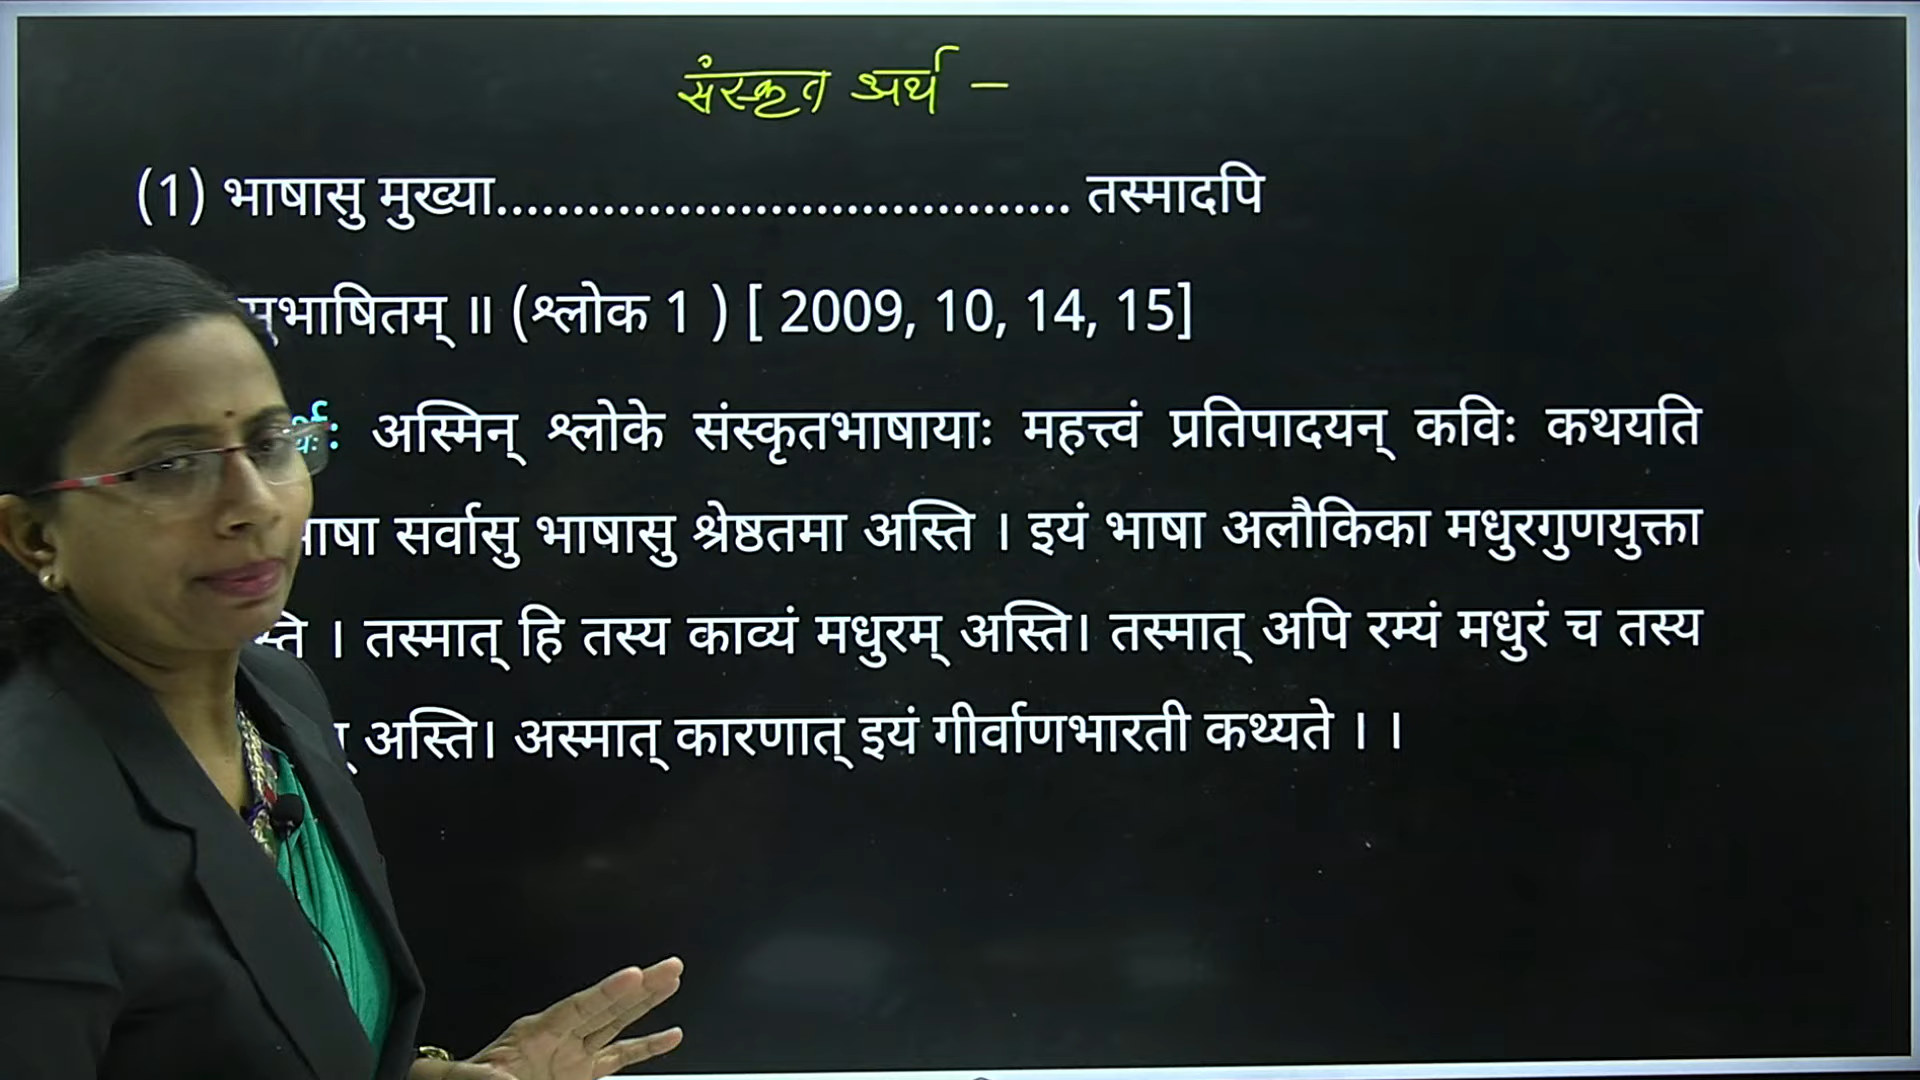 संस्कृत अर्थ -
(1) भाषासु मुख्या...................................... तस्मादपि
सुभाषितम् ॥ (श्लोक 1 ) [ 2009, 10, 14, 15]
अस्मिन् श्लोके संस्कृतभाषायाः महत्त्वं प्रतिपादयन् कविः कथयति
सर्वासु भाषासु श्रेष्ठतमा अस्ति । इयं भाषा अलौकिका मधुरगुणयुक्ता
। तस्मात् हि तस्य काव्यं मधुरम् अस्ति। तस्मात् अपि रम्यं मधुरं च तस्य
अस्ति। अस्मात् कारणात् इयं गीर्वाणभारती कथ्यते । ।